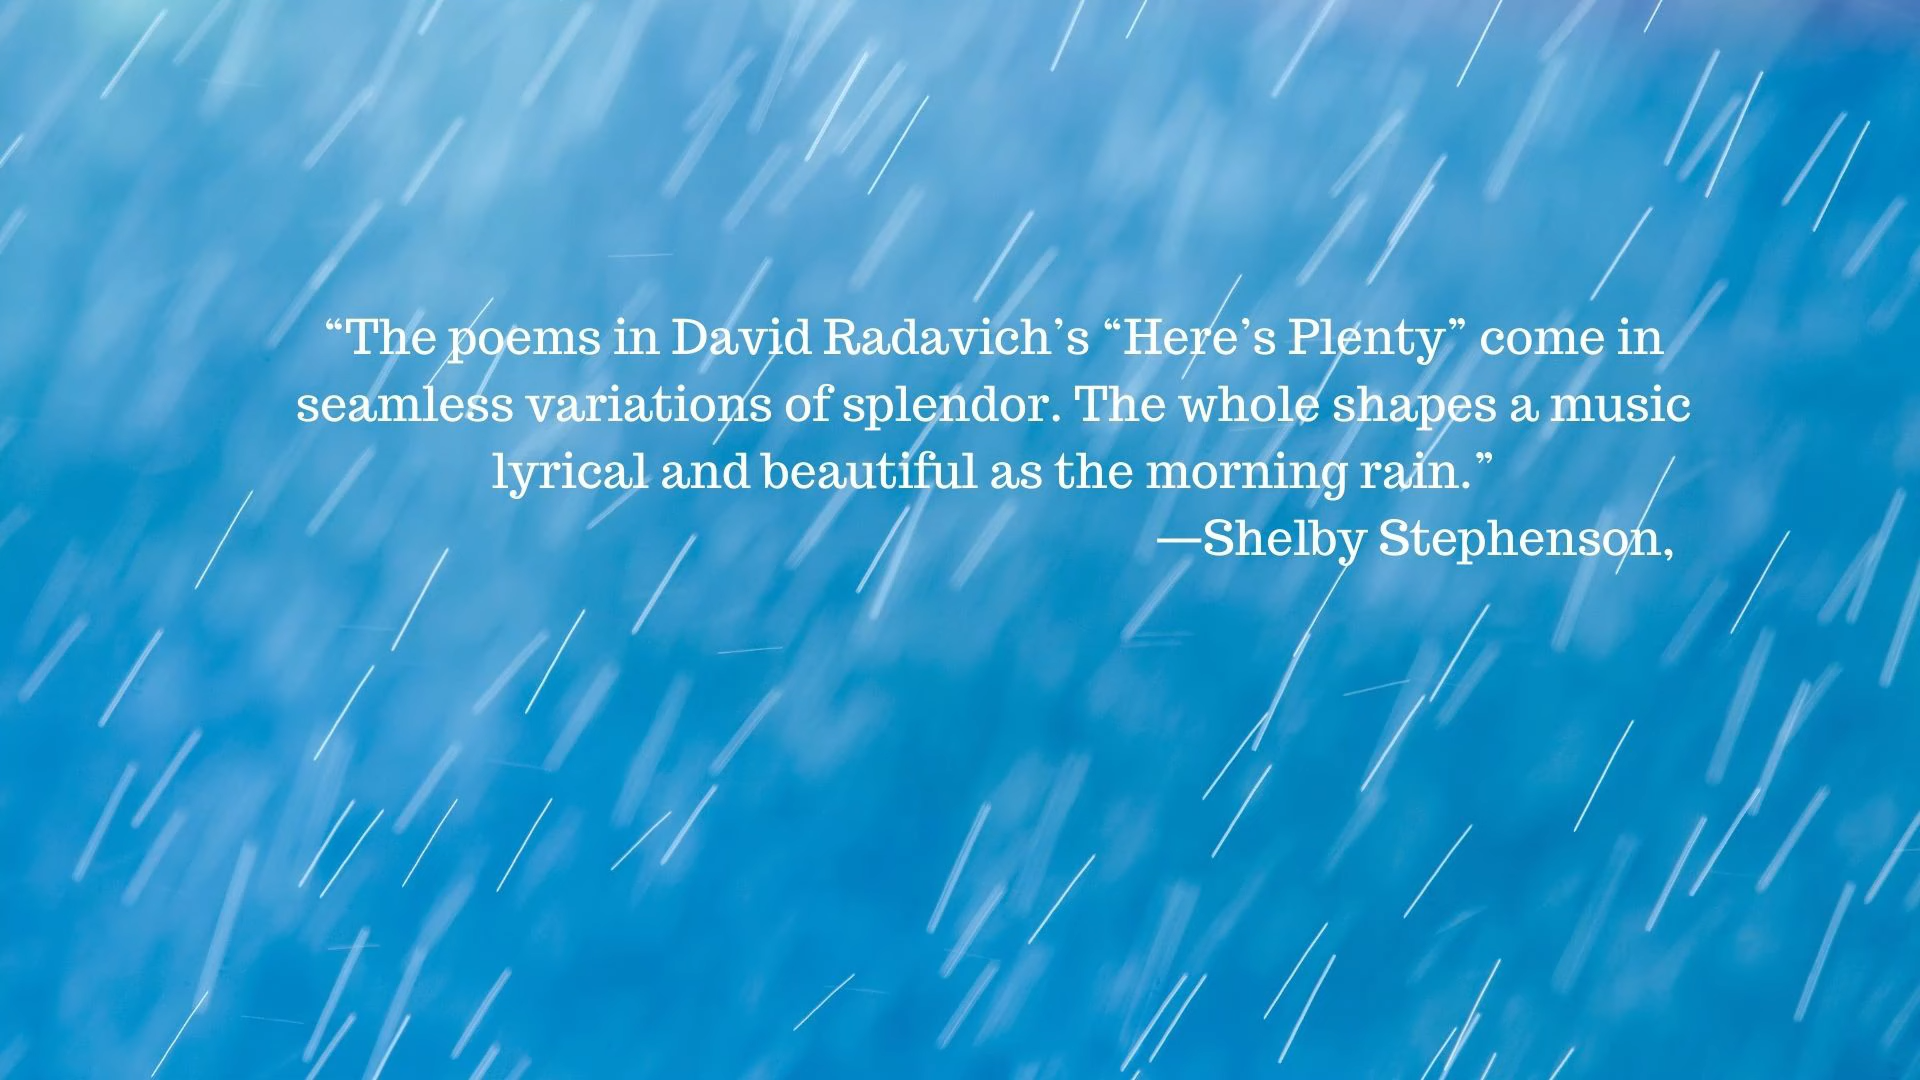 “The poems in David Radavich’s “Here’s Plenty” come in
seamless variations of splendor. The whole shapes a music
lyrical and beautiful as the morning rain.”
—Shelby Stephenson,